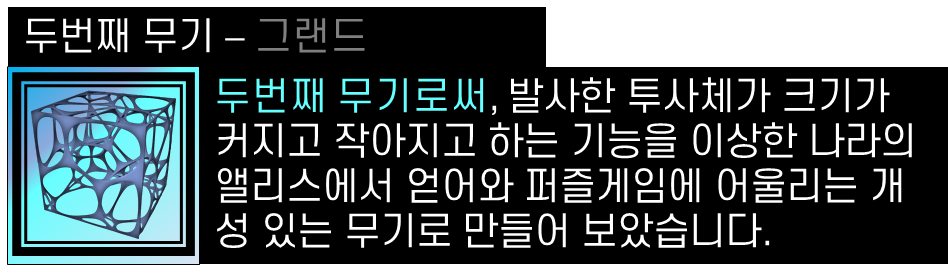 두번째 무기 – 그랜드
두번째 무기로써, 발사한 투사체가 크기가
커지고 작아지고 하는 기능을 이상한 나라의
앨리스에서 얻어와 퍼즐게임에 어울리는 개
성 있는 무기로 만들어 보았습니다.